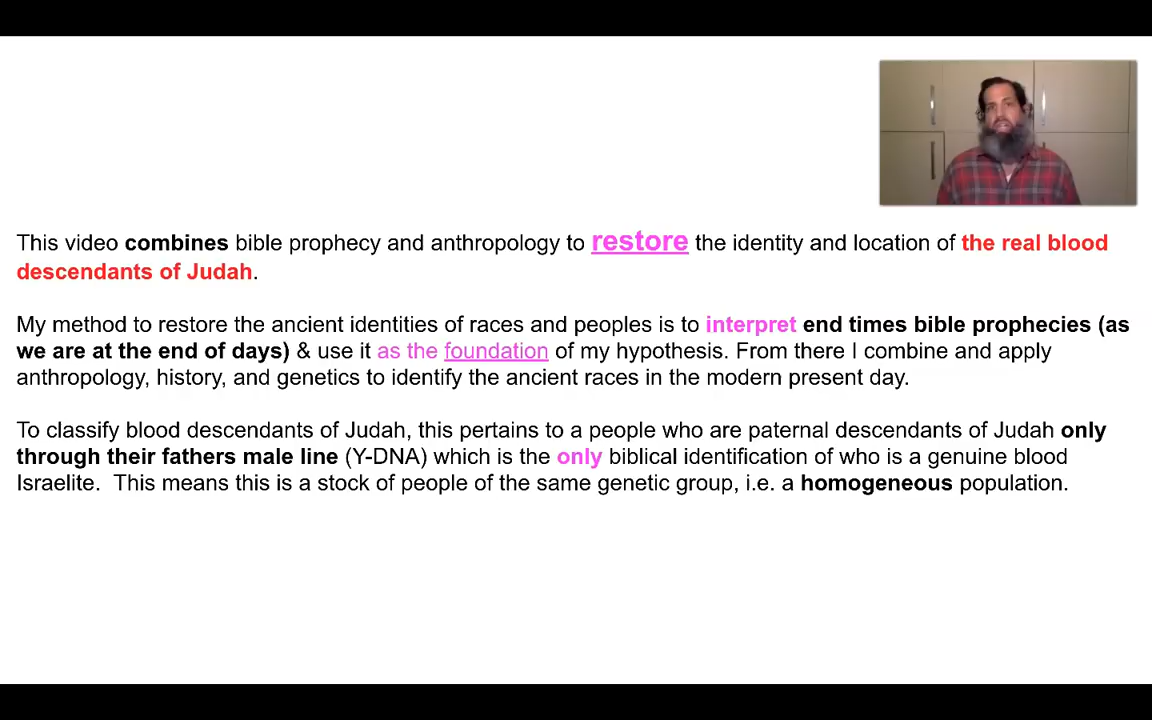 This video combines bible prophecy and anthropology to restore the identity and location of the real blood
descendants of Judah.
My method to restore the ancient identities of races and peoples is to interpret end times bible prophecies (as
we are at the end of days) & use it as the foundation of my hypothesis. From there I combine and apply
anthropology, history, and genetics to identify the ancient races in the modern present day.
To classify blood descendants of Judah, this pertains to a people who are paternal descendants of Judah only
through their fathers male line (Y-DNA) which is the only biblical identification of who is a genuine blood
Israelite.  This means this is a stock of people of the same genetic group, i.e. a homogeneous population.